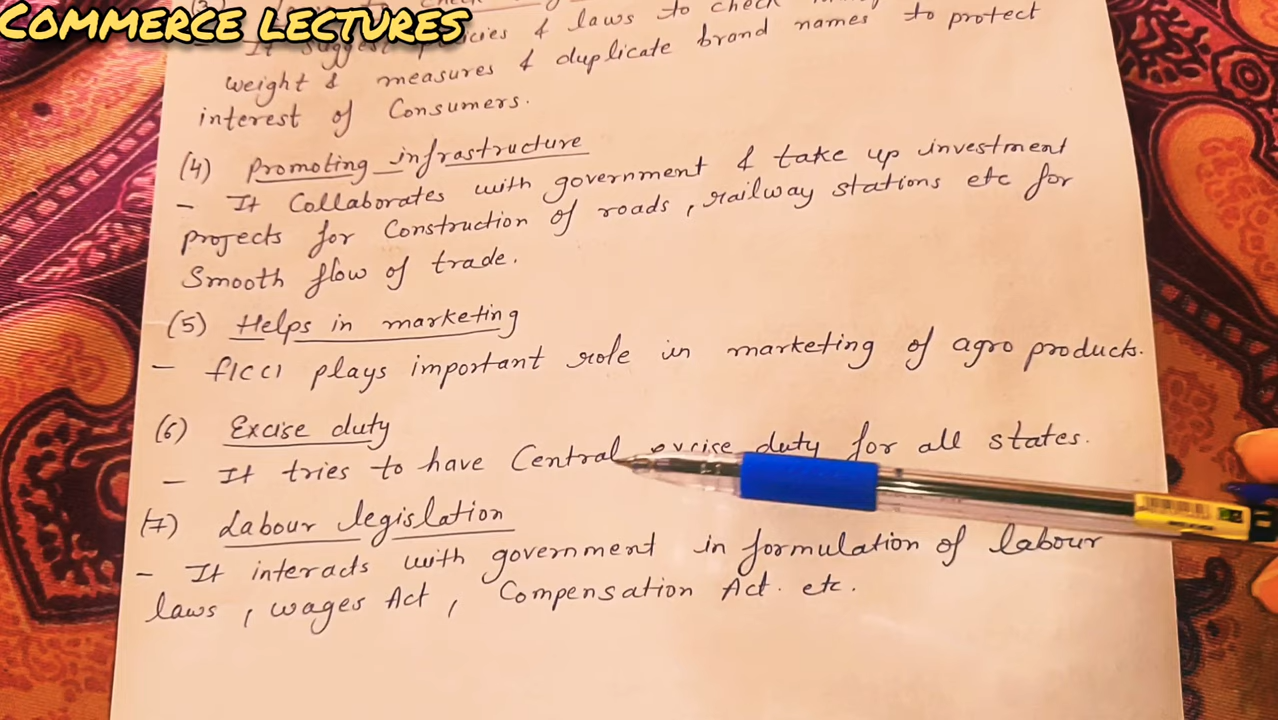 COMMERCE LECTURES
(3)
It suggest policies & laws to check
weight & measures & duplicate brand names to protect
interest of Consumers.
(4) Promoting infrastructure
- It Collaborates with government & take up investment
projects for Construction of roads, railway stations etc for
Smooth flow of trade.
(5) Helps in marketing
- FICCI plays important role in marketing of agro products.
(6) Excise duty
- It tries to have Central excise duty for all states.
(7) Labour legislation
- It interacts with government in formulation of labour
laws, wages Act, Compensation Act. etc.